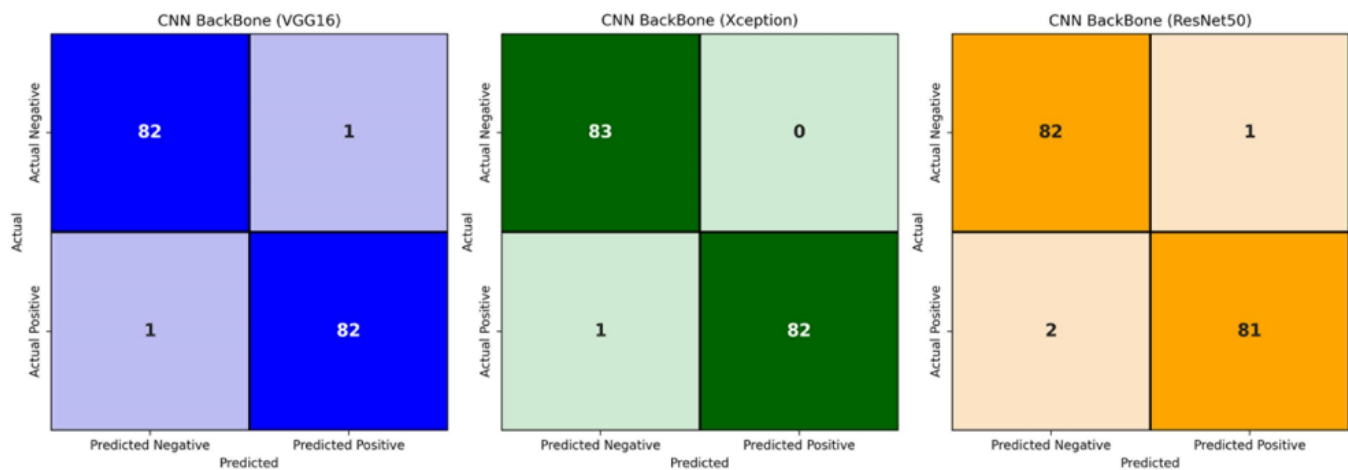 CNN BackBone (VGG16)
Actual
Actual Negative
Actual Positive
82
1
1
82
Predicted Negative
Predicted Positive
Predicted
CNN BackBone (Xception)
Actual
Actual Negative
Actual Positive
83
0
1
82
Predicted Negative
Predicted Positive
Predicted
CNN BackBone (ResNet50)
Actual
Actual Negative
Actual Positive
82
1
2
81
Predicted Negative
Predicted Positive
Predicted